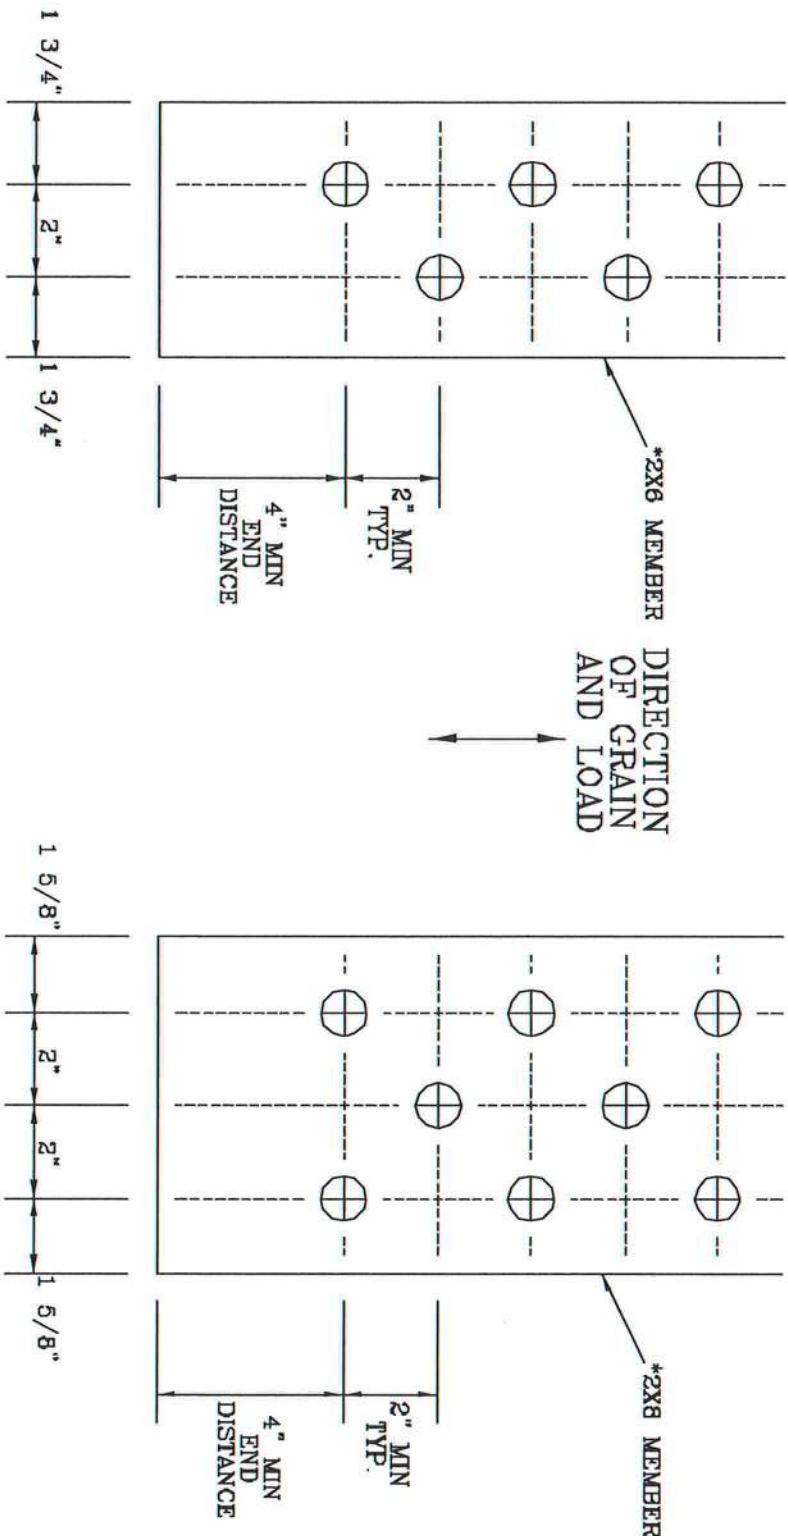 *2X6 MEMBER
DIRECTION
OF GRAIN
AND LOAD
*2X8 MEMBER
2" MIN
TYP.
4" MIN
END
DISTANCE
2" MIN
TYP.
4" MIN
END
DISTANCE
1 3/4"
2"
1 3/4"
1 5/8"
2"
2"
1 5/8"